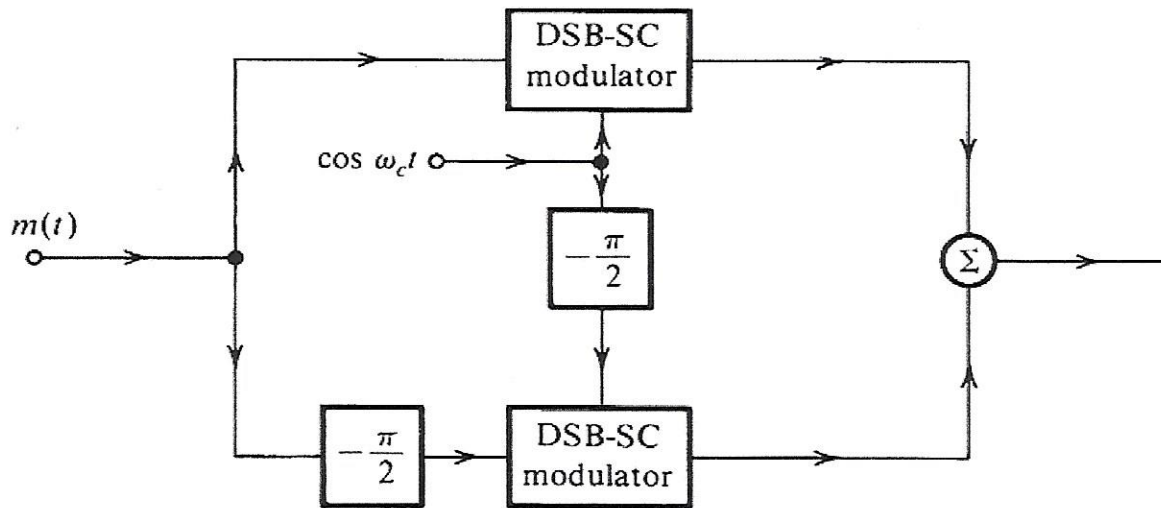 DSB-SC
modulator
cos ω_c t
m(t)
−π/2
Σ
−π/2
DSB-SC
modulator